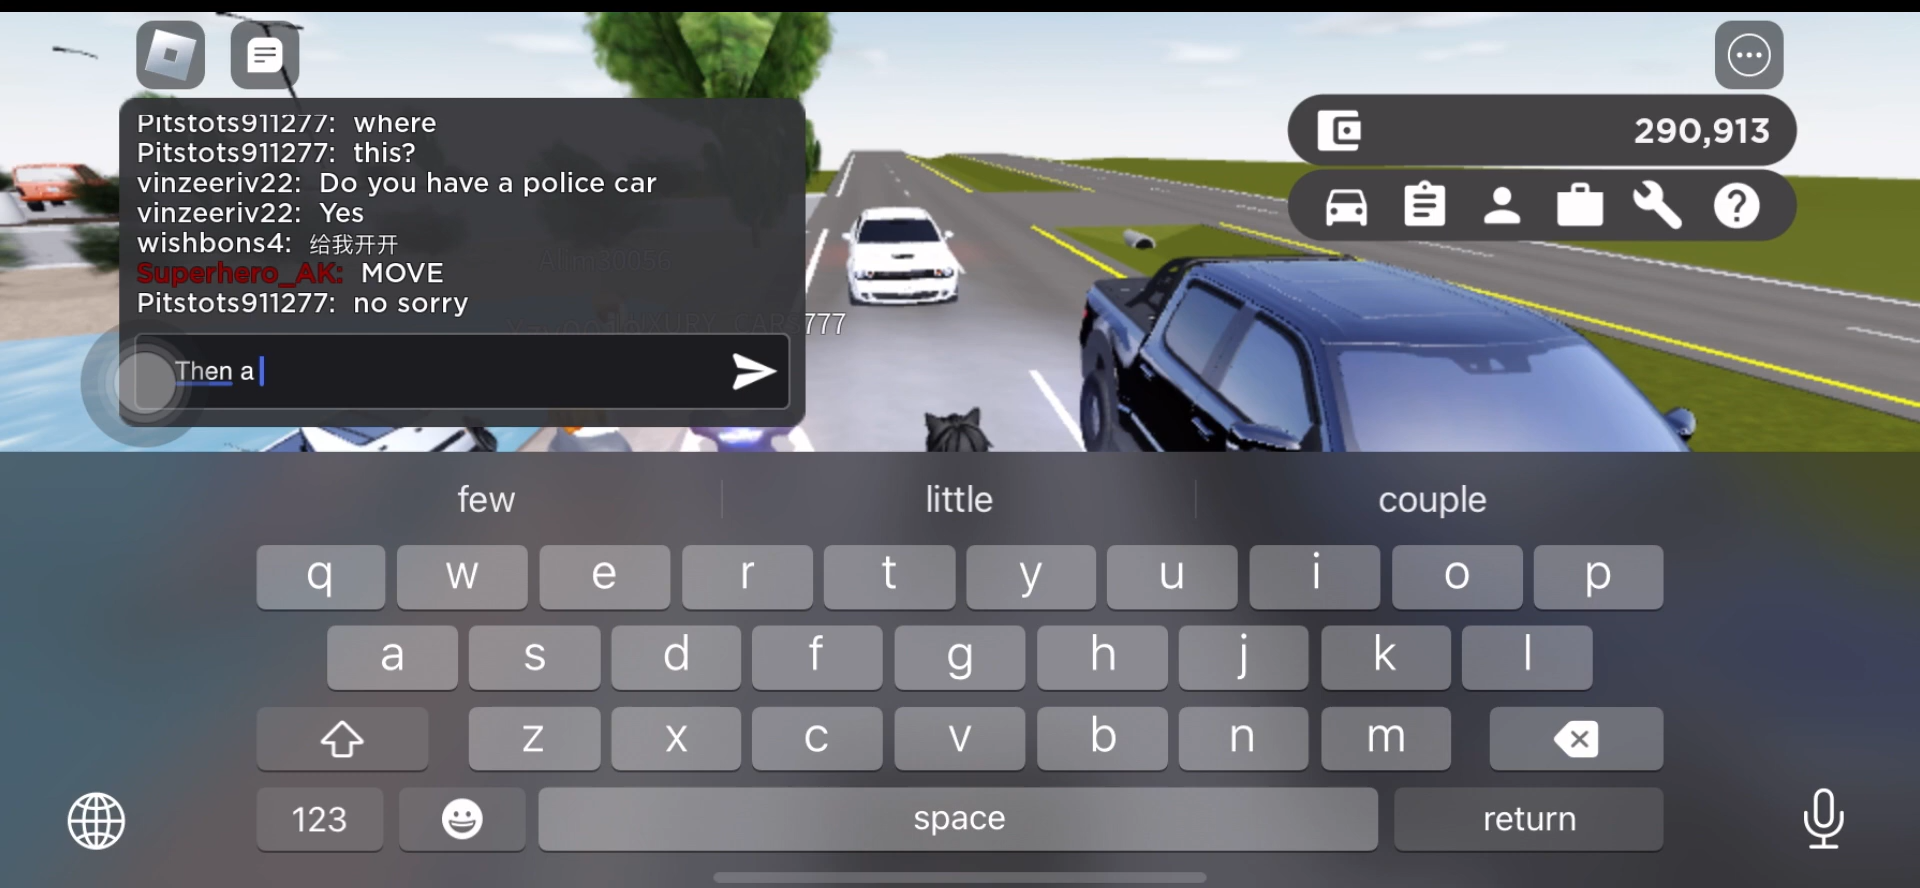 Pitstots911277: where
Pitstots911277: this?
vinzeeriv22: Do you have a police car
vinzeeriv22: Yes
wishbons4: 给我开开
Superhero_AK: MOVE
Pitstots911277: no sorry
Then a
290,913
few little couple
q w e r t y u i o p
a s d f g h j k l
z x c v b n m
123 space return